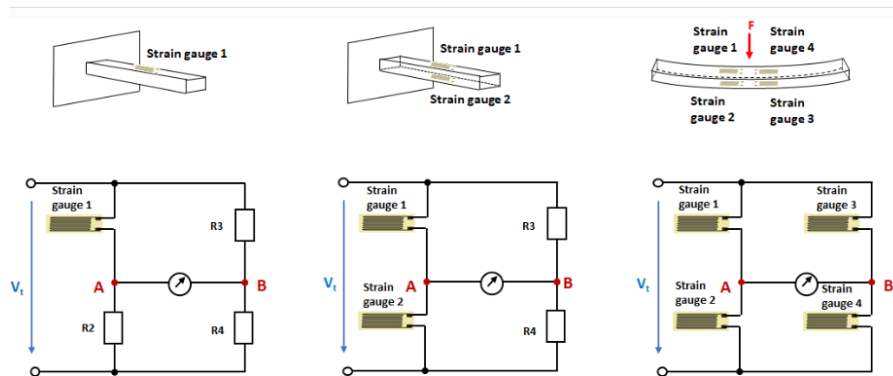 Strain gauge 1
Strain gauge 1
Strain gauge 2
F
Strain
gauge 1
Strain
gauge 4
Strain
gauge 2
Strain
gauge 3
Strain
gauge 1
R3
Vt
A
B
R2
R4
Strain
gauge 1
R3
Vt
Strain
gauge 2
A
B
R4
Strain
gauge 1
Strain
gauge 3
Vt
Strain
gauge 2
A
B
Strain
gauge 4